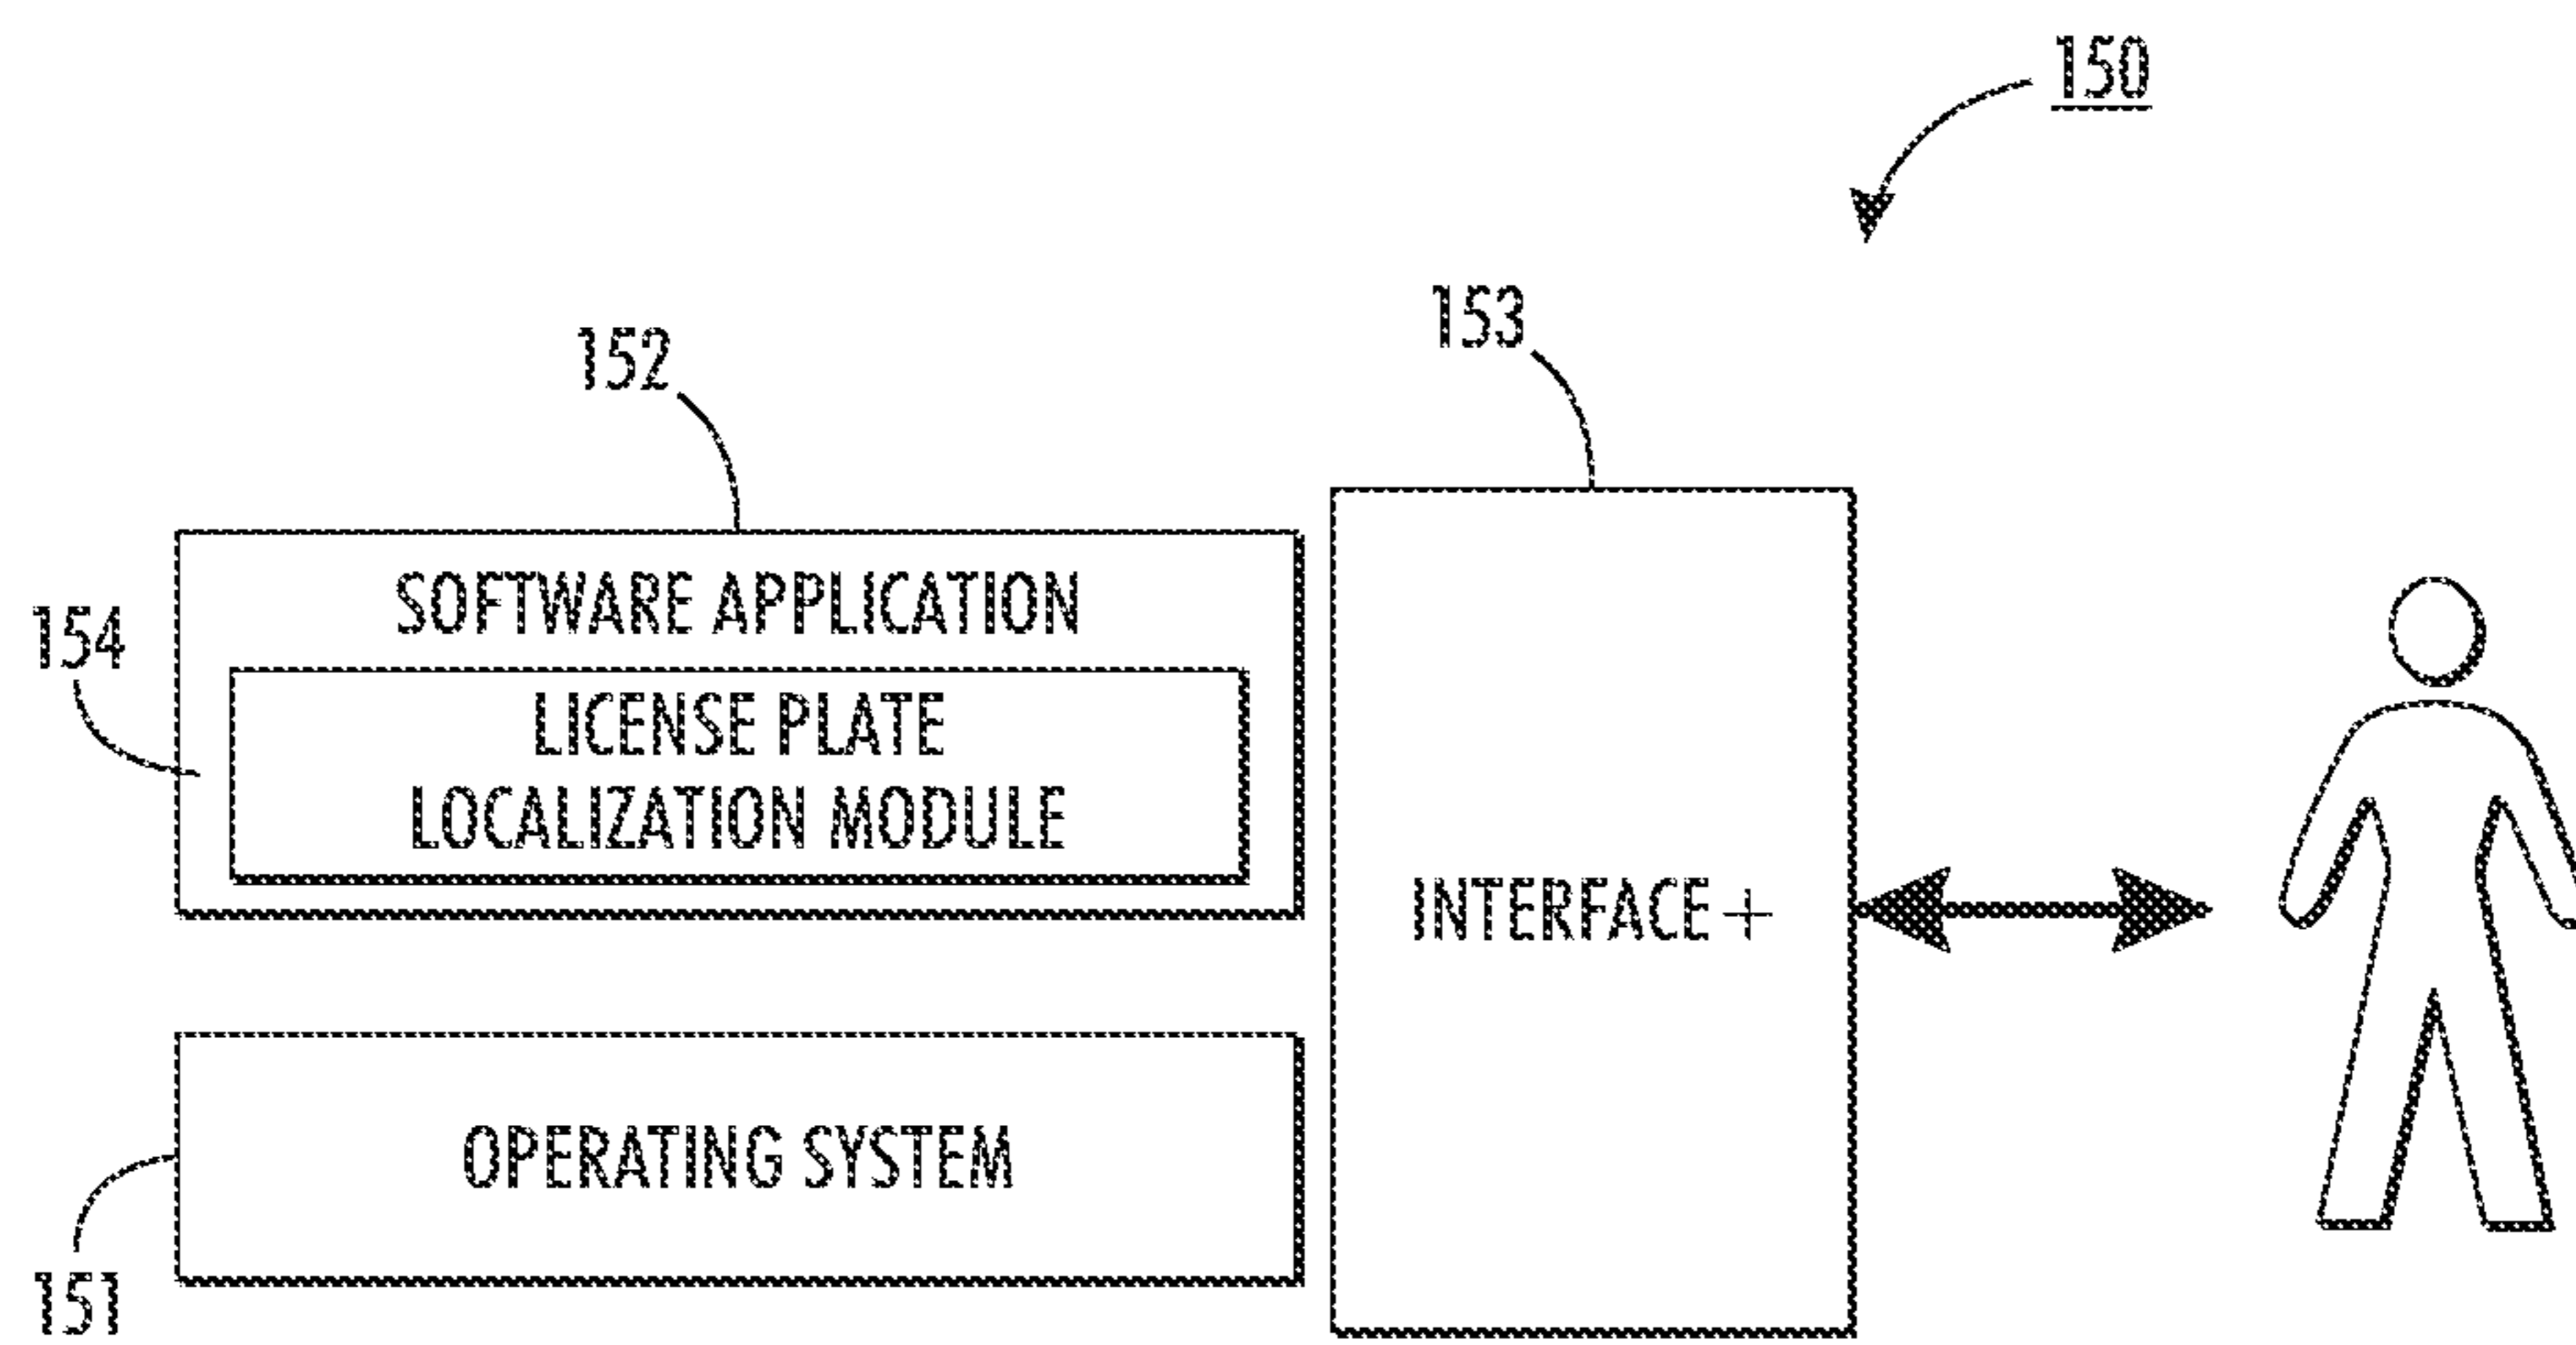 150
153
152
SOFTWARE APPLICATION
154
LICENSE PLATE
LOCALIZATION MODULE
INTERFACE +
OPERATING SYSTEM
151